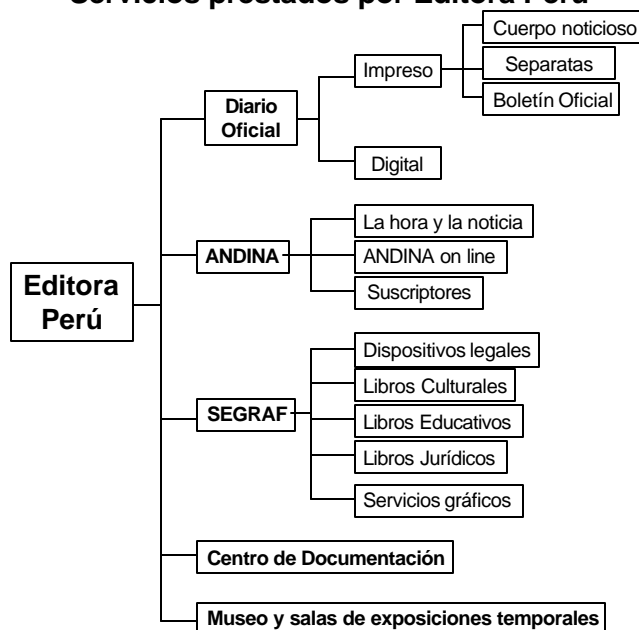 Servicios prestados por Editora Perú
Cuerpo noticioso
Impreso
Separatas
Diario
Oficial
Boletín Oficial
Digital
La hora y la noticia
ANDINA
ANDINA on line
Editora
Perú
Suscriptores
Dispositivos legales
Libros Culturales
SEGRAF
Libros Educativos
Libros Jurídicos
Servicios gráficos
Centro de Documentación
Museo y salas de exposiciones temporales